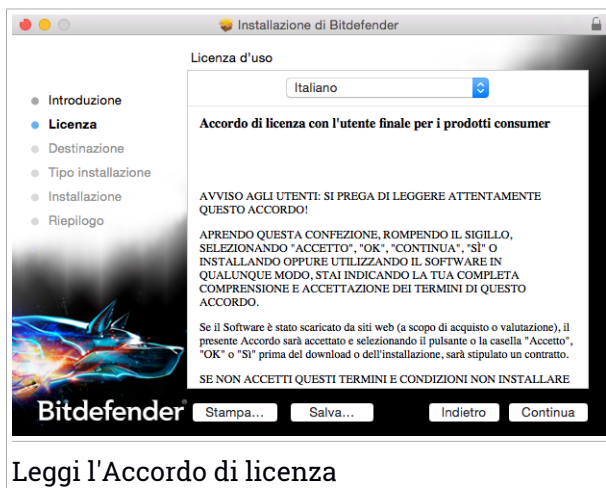 Installazione di Bitdefender
Licenza d'uso
Italiano
Introduzione
Licenza
Destinazione
Tipo installazione
Installazione
Riepilogo
Accordo di licenza con l'utente finale per i prodotti consumer
AVVISO AGLI UTENTI: SI PREGA DI LEGGERE ATTENTAMENTE
QUESTO ACCORDO!
APRENDO QUESTA CONFEZIONE, ROMPENDO IL SIGILLO,
SELEZIONANDO "ACCETTO", "OK", "CONTINUA", "SÌ" O
INSTALLANDO OPPURE UTILIZZANDO IL SOFTWARE IN
QUALUNQUE MODO, STAI INDICANDO LA TUA COMPLETA
COMPRENSIONE E ACCETTAZIONE DEI TERMINI DI QUESTO
ACCORDO.
Se il Software è stato scaricato da siti web (a scopo di acquisto o valutazione), il
presente Accordo sarà accettato e selezionando il pulsante o la casella "Accetto",
"OK" o "Sì" prima del download o dell'installazione, sarà stipulato un contratto.
SE NON ACCETTI QUESTI TERMINI E CONDIZIONI NON INSTALLARE
Bitdefender
Stampa...
Salva...
Indietro
Continua
Leggi l'Accordo di licenza